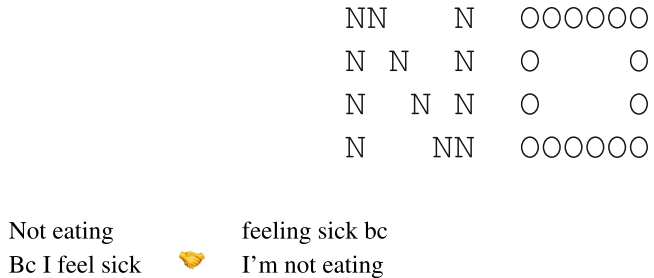 NN   N  OOOOOO
N N  N  O    O
N  N N  O    O
N   NN  OOOOOO
Not eating feeling sick bc
Bc I feel sick 🤝 I'm not eating